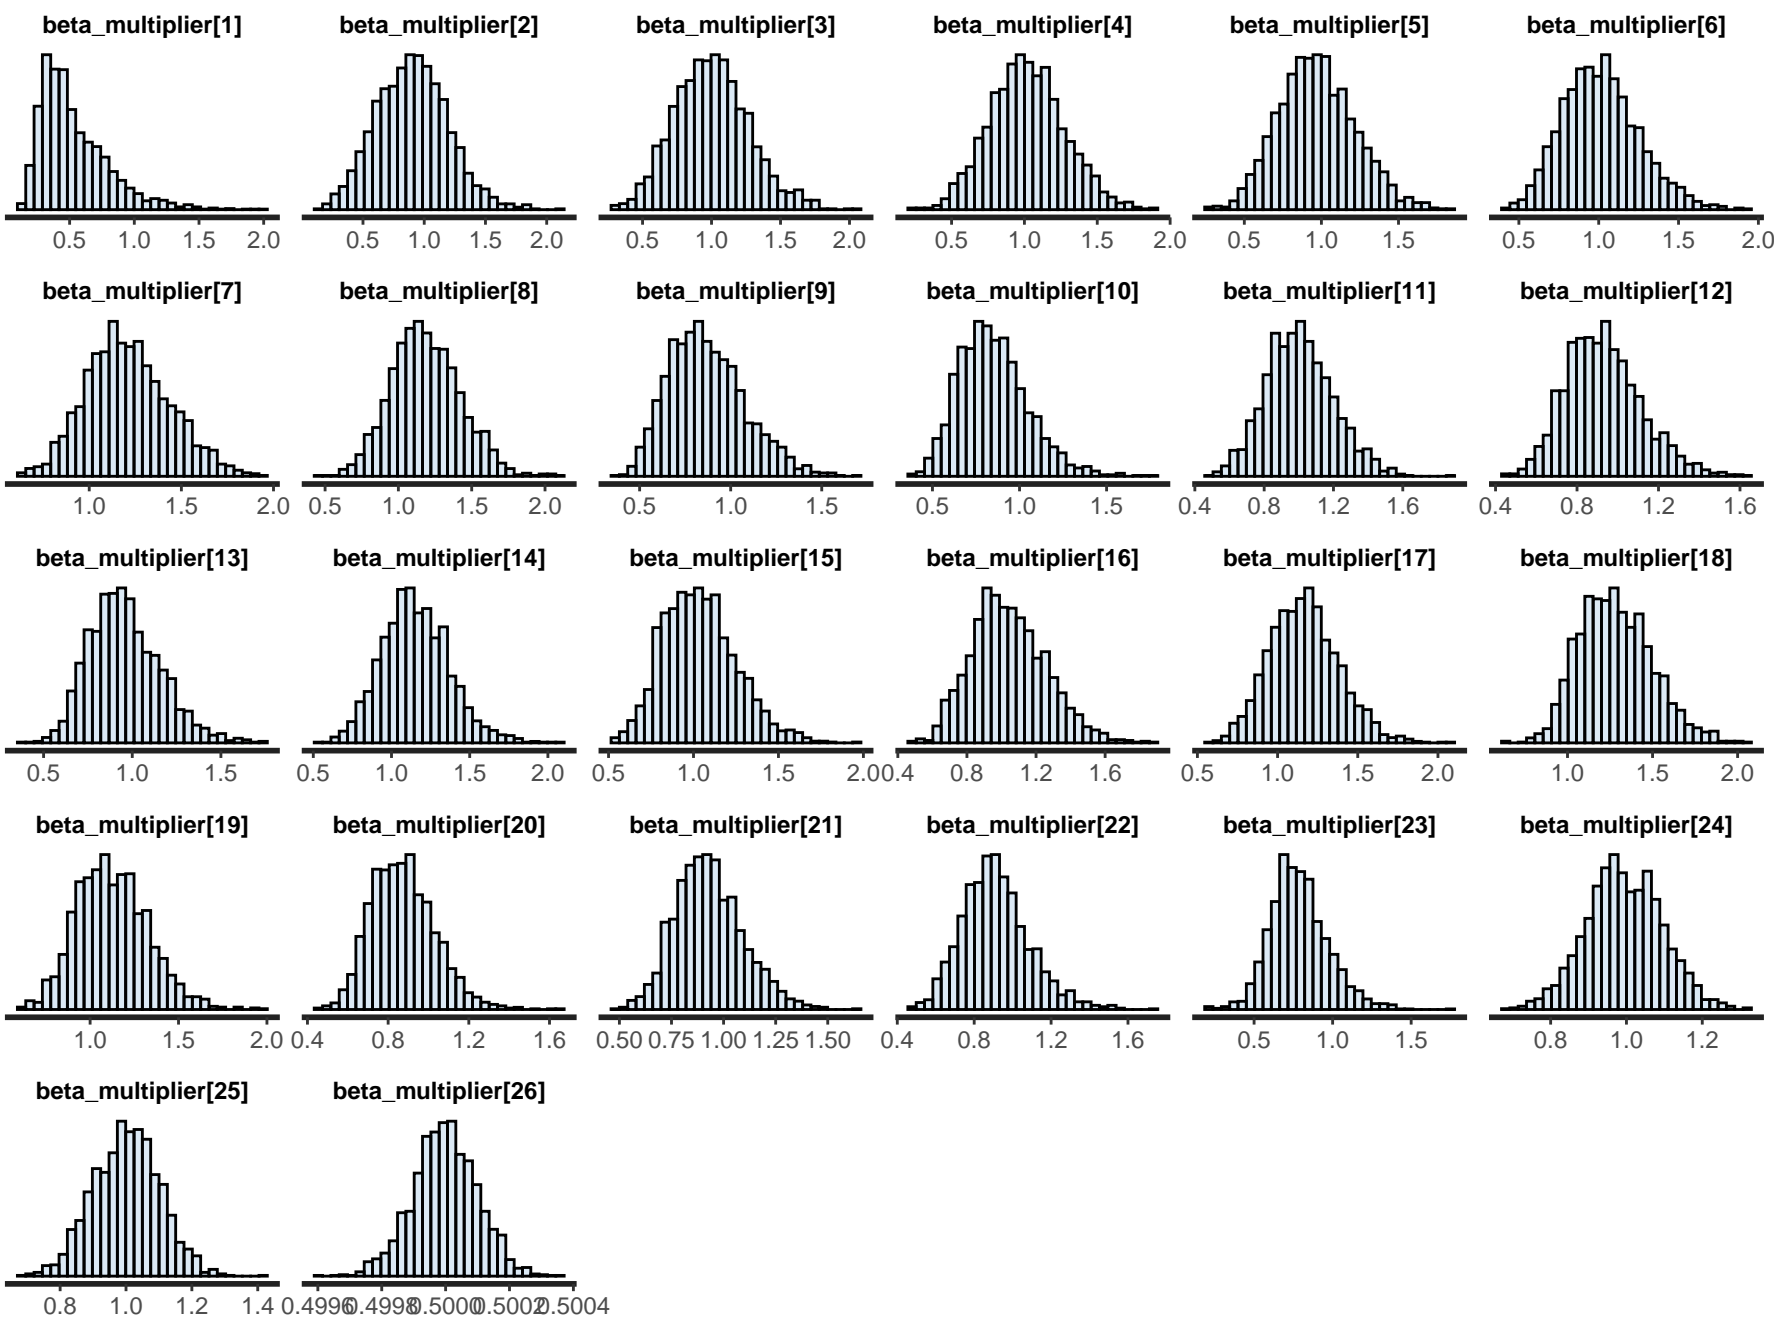 beta_multiplier[1] beta_multiplier[2] beta_multiplier[3] beta_multiplier[4] beta_multiplier[5] beta_multiplier[6]
0.5 1.0 1.5 2.0 0.5 1.0 1.5 2.0 0.5 1.0 1.5 2.0 0.5 1.0 1.5 2.0 0.5 1.0 1.5 0.5 1.0 1.5 2.0
beta_multiplier[7] beta_multiplier[8] beta_multiplier[9] beta_multiplier[10] beta_multiplier[11] beta_multiplier[12]
1.0 1.5 2.0 0.5 1.0 1.5 2.0 0.5 1.0 1.5 0.5 1.0 1.5 0.4 0.8 1.2 1.6 0.4 0.8 1.2 1.6
beta_multiplier[13] beta_multiplier[14] beta_multiplier[15] beta_multiplier[16] beta_multiplier[17] beta_multiplier[18]
0.5 1.0 1.5 0.5 1.0 1.5 2.0 0.5 1.0 1.5 2.0 0.4 0.8 1.2 1.6 0.5 1.0 1.5 2.0 1.0 1.5 2.0
beta_multiplier[19] beta_multiplier[20] beta_multiplier[21] beta_multiplier[22] beta_multiplier[23] beta_multiplier[24]
1.0 1.5 2.0 0.4 0.8 1.2 1.6 0.50 0.75 1.00 1.25 1.50 0.4 0.8 1.2 1.6 0.5 1.0 1.5 0.8 1.0 1.2
beta_multiplier[25] beta_multiplier[26]
0.8 1.0 1.2 1.4 0.4996 0.4998 0.5000 0.5002 0.5004